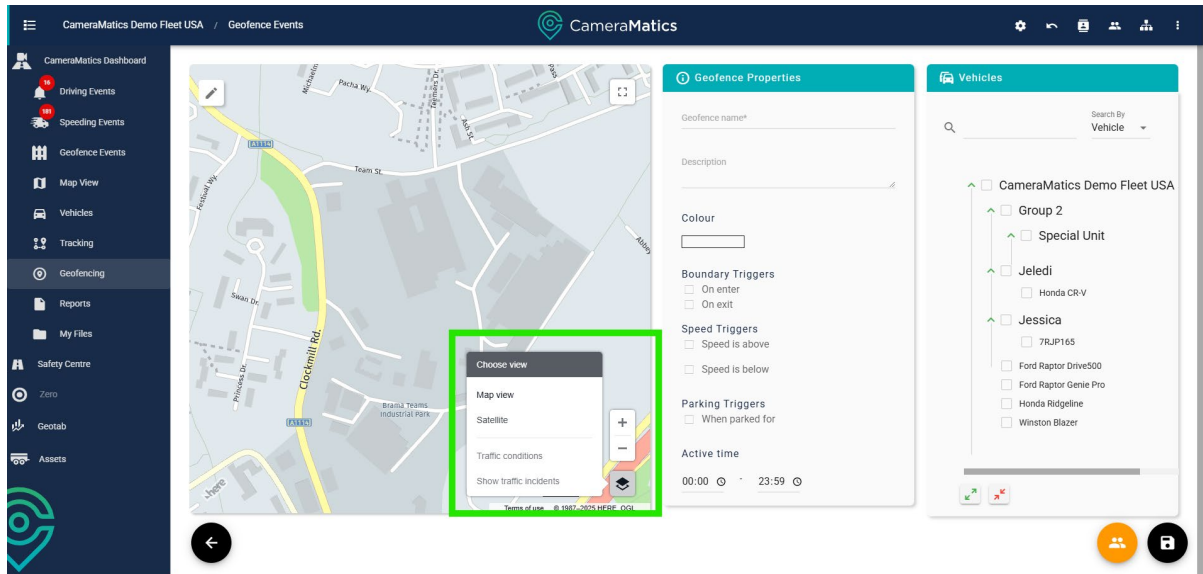 CameraMatics Demo Fleet USA / Geofence Events
CameraMatics
CameraMatics Dashboard
16
Driving Events
181
Speeding Events
Geofence Events
Map View
Vehicles
Tracking
Geofencing
Reports
My Files
Safety Centre
Zero
Geotab
Assets
Pacha Wy.
Team St.
A1114
Festival Wy.
Swan Dr.
Princess Dr.
Clockmill Rd.
Brama Teams
Industrial Park
A1114
here
Choose view
Map view
Satellite
Traffic conditions
Show traffic incidents
+
−
Terms of use © 1987–2025 HERE, OGL
Geofence Properties
Geofence name*
Description
Colour
Boundary Triggers
On enter
On exit
Speed Triggers
Speed is above
Speed is below
Parking Triggers
When parked for
Active time
00:00 - 23:59
Vehicles
Search By
Vehicle
CameraMatics Demo Fleet USA
Group 2
Special Unit
Jeledi
Honda CR-V
Jessica
7RJP165
Ford Raptor Drive500
Ford Raptor Genie Pro
Honda Ridgeline
Winston Blazer